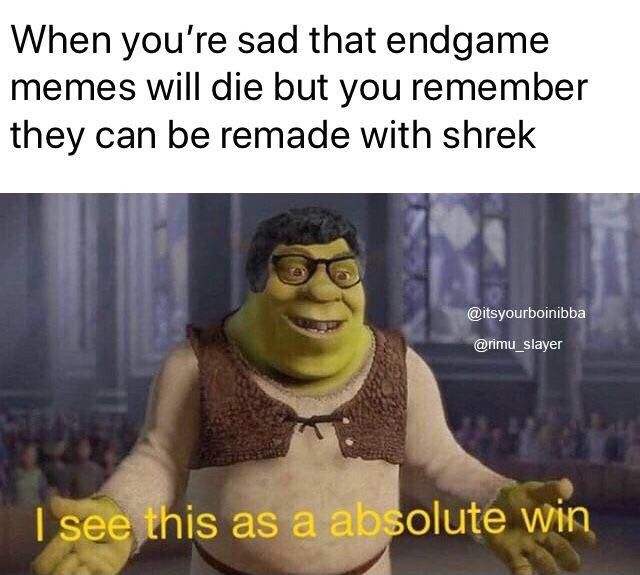 When you're sad that endgame
memes will die but you remember
they can be remade with shrek
@itsyourboinibba
@rimu_slayer
I see this as a absolute win